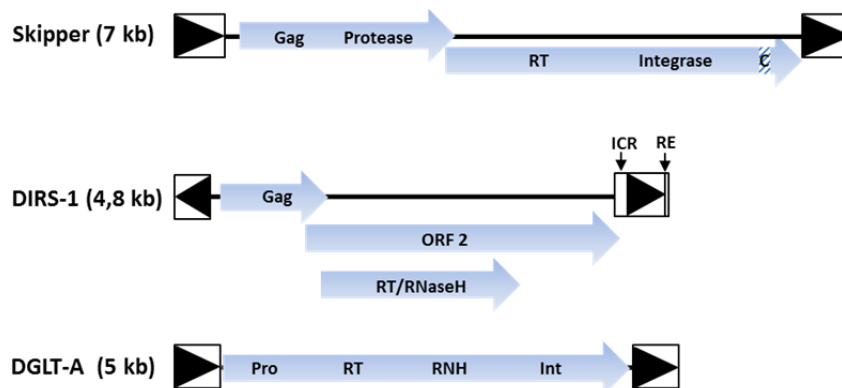 Skipper (7 kb) Gag Protease
RT Integrase C
ICR RE
DIRS-1 (4,8 kb) Gag
ORF 2
RT/RNaseH
DGLT-A (5 kb) Pro RT RNH Int